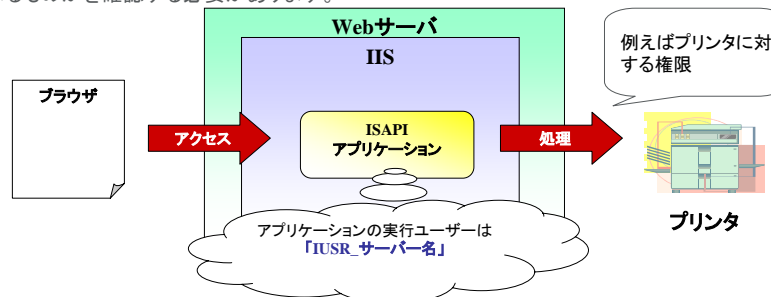 Webサーバ
IIS
例えばプリンタに対
する権限
ブラウザ
アクセス
ISAPI
アプリケーション
処理
プリンタ
アプリケーションの実行ユーザーは
「IUSR_サーバー名」